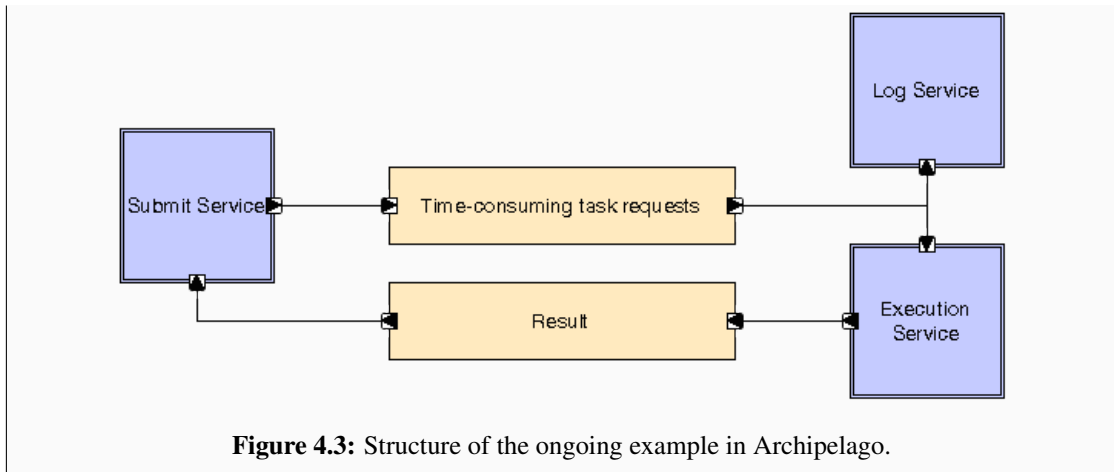 Log Service
Submit Service
Time-consuming task requests
Result
Execution
Service
Figure 4.3: Structure of the ongoing example in Archipelago.